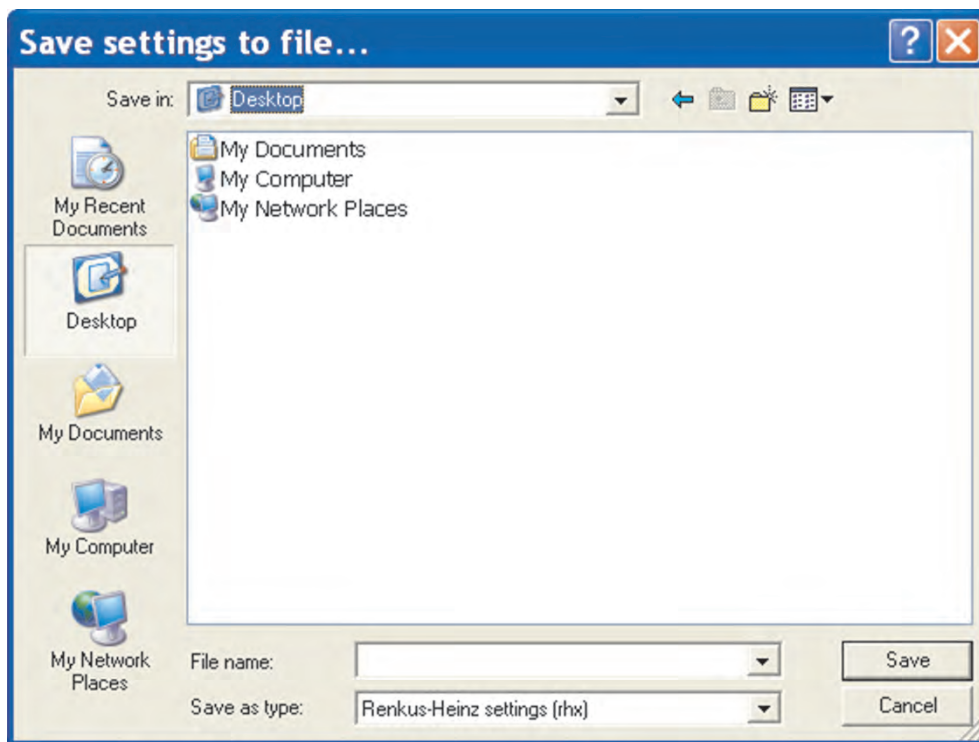 Save settings to file...
Save in:
Desktop
My Documents
My Computer
My Network Places
My Recent
Documents
Desktop
My Documents
My Computer
My Network
Places
File name:
Save
Save as type:
Renkus-Heinz settings (rhx)
Cancel